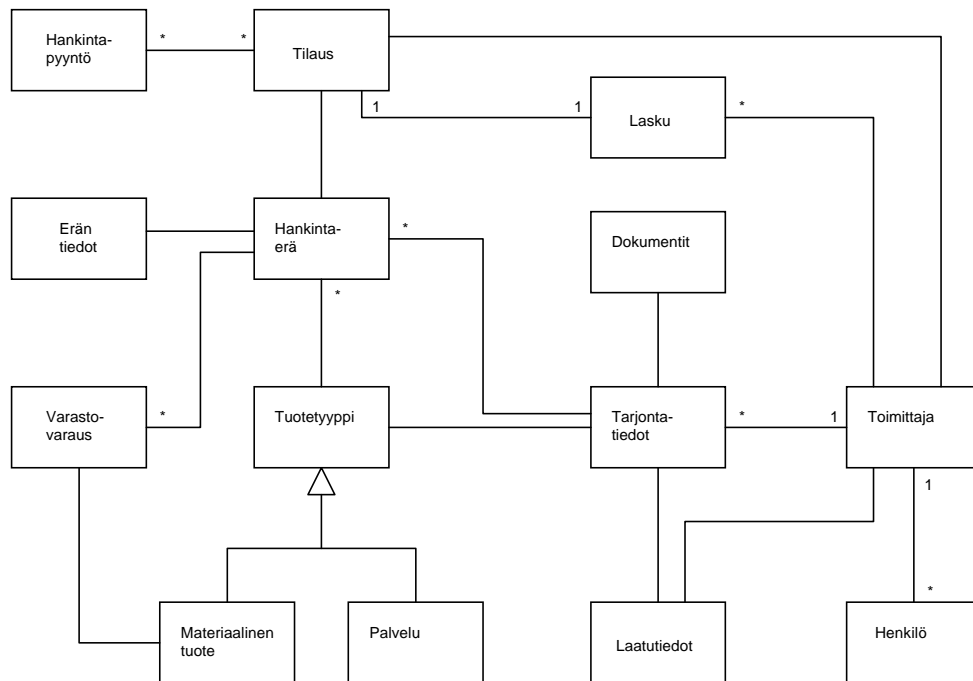 Hankinta-
pyyntö
*
*
Tilaus
1
1
Lasku
*
Erän
tiedot
Hankinta-
erä
*
*
Dokumentit
Varasto-
varaus
*
Tuotetyyppi
Tarjonta-
tiedot
*
1
Toimittaja
1
*
Materiaalinen
tuote
Palvelu
Laatutiedot
Henkilö